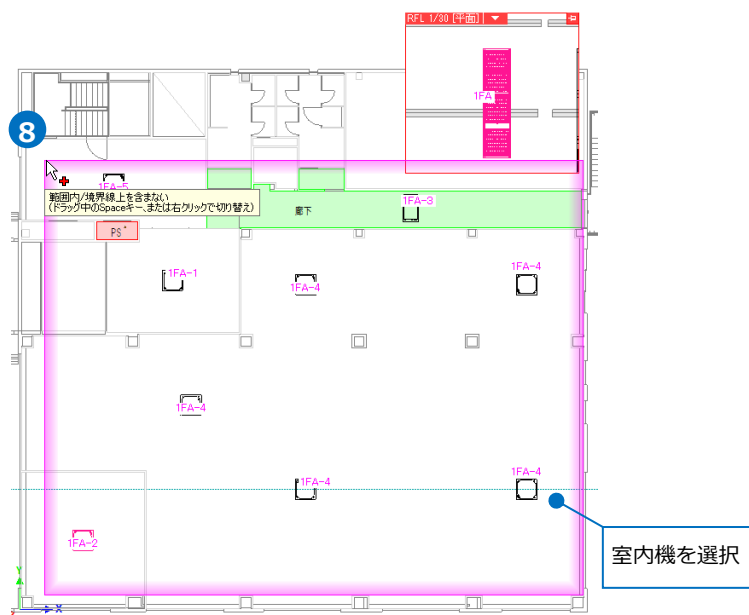 RFL 1/30 [平面]
1FA
8
1FA-5
範囲内/境界線上を含まない
(ドラッグ中のSpaceキー、または右クリックで切り替え)
廊下
1FA-3
PS
1FA-1
1FA-4
1FA-4
1FA-4
1FA-4
1FA-4
1FA-2
室内機を選択
Y
X